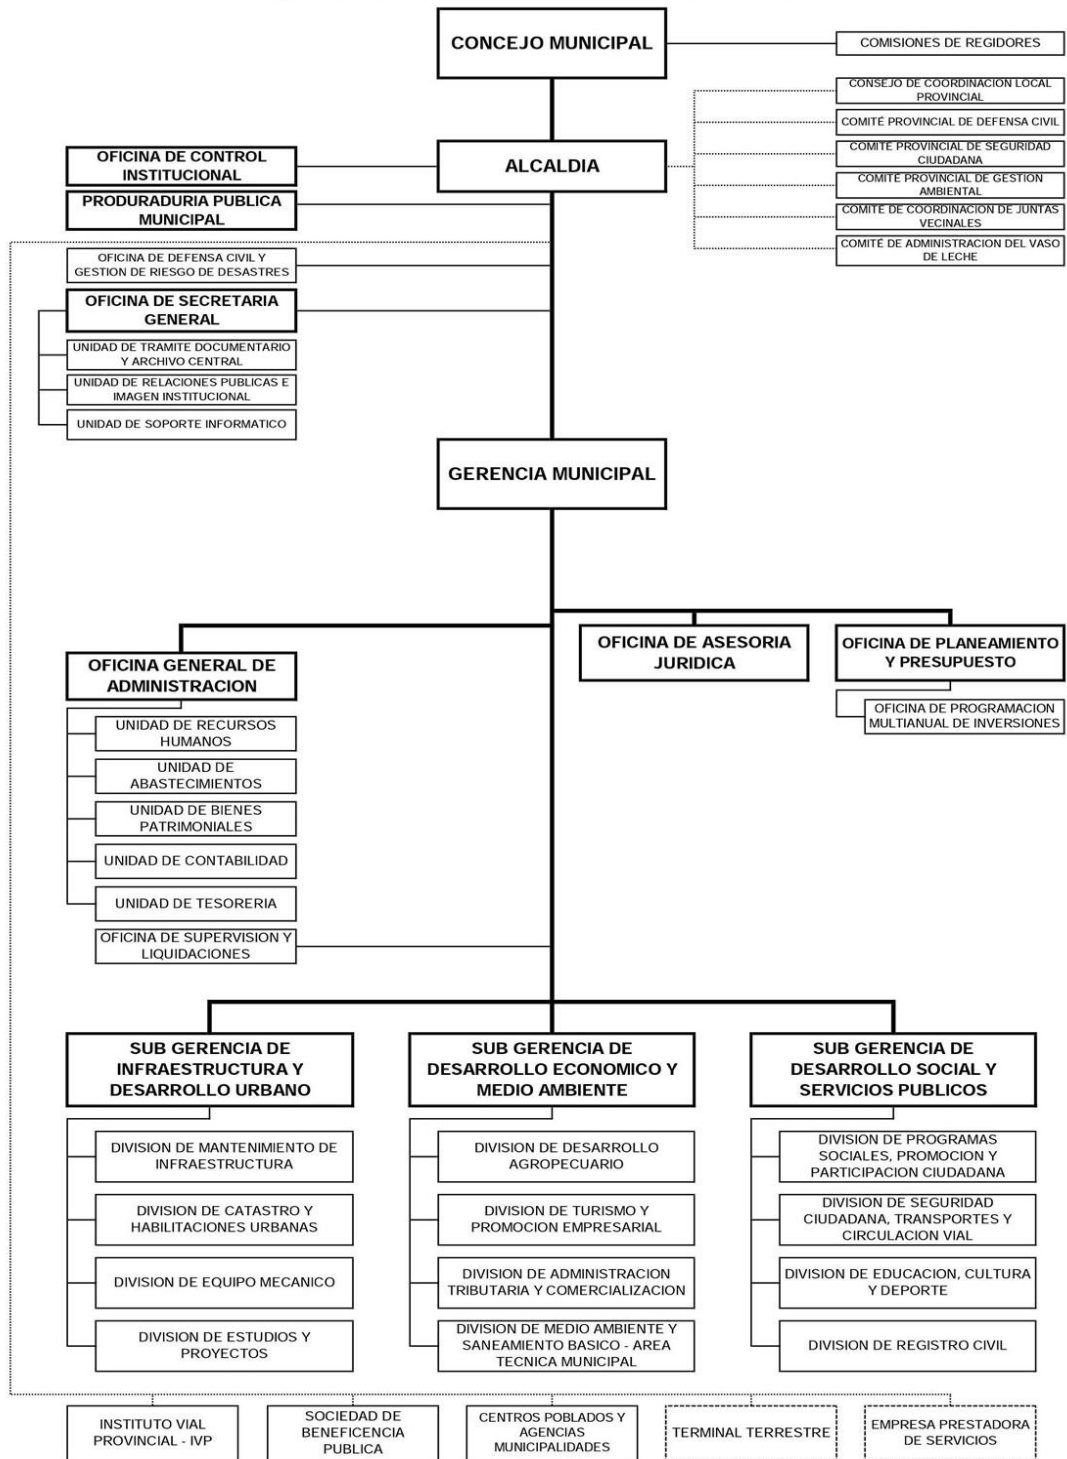 CONCEJO MUNICIPAL
COMISIONES DE REGIDORES
CONSEJO DE COORDINACION LOCAL
PROVINCIAL
COMITÉ PROVINCIAL DE DEFENSA CIVIL
COMITE PROVINCIAL DE SEGURIDAD
CIUDADANA
COMITE PROVINCIAL DE GESTION
AMBIENTAL
COMITE DE COORDINACION DE JUNTAS
VECINALES
COMITÉ DE ADMINISTRACION DEL VASO
DE LECHE
ALCALDIA
OFICINA DE CONTROL
INSTITUCIONAL
PRODURADURIA PUBLICA
MUNICIPAL
OFICINA DE DEFENSA CIVIL Y
GESTION DE RIESGO DE DESASTRES
OFICINA DE SECRETARIA
GENERAL
UNIDAD DE TRAMITE DOCUMENTARIO
Y ARCHIVO CENTRAL
UNIDAD DE RELACIONES PUBLICAS E
IMAGEN INSTITUCIONAL
UNIDAD DE SOPORTE INFORMATICO
GERENCIA MUNICIPAL
OFICINA DE ASESORIA
JURIDICA
OFICINA DE PLANEAMIENTO
Y PRESUPUESTO
OFICINA DE PROGRAMACION
MULTIANUAL DE INVERSIONES
OFICINA GENERAL DE
ADMINISTRACION
UNIDAD DE RECURSOS
HUMANOS
UNIDAD DE
ABASTECIMIENTOS
UNIDAD DE BIENES
PATRIMONIALES
UNIDAD DE CONTABILIDAD
UNIDAD DE TESORERIA
OFICINA DE SUPERVISION Y
LIQUIDACIONES
SUB GERENCIA DE
INFRAESTRUCTURA Y
DESARROLLO URBANO
DIVISION DE MANTENIMIENTO DE
INFRAESTRUCTURA
DIVISION DE CATASTRO Y
HABILITACIONES URBANAS
DIVISION DE EQUIPO MECANICO
DIVISION DE ESTUDIOS Y
PROYECTOS
SUB GERENCIA DE
DESARROLLO ECONOMICO Y
MEDIO AMBIENTE
DIVISION DE DESARROLLO
AGROPECUARIO
DIVISION DE TURISMO Y
PROMOCION EMPRESARIAL
DIVISION DE ADMINISTRACION
TRIBUTARIA Y COMERCIALIZACION
DIVISION DE MEDIO AMBIENTE Y
SANEAMIENTO BASICO - AREA
TECNICA MUNICIPAL
SUB GERENCIA DE
DESARROLLO SOCIAL Y
SERVICIOS PUBLICOS
DIVISION DE PROGRAMAS
SOCIALES, PROMOCION Y
PARTICIPACION CIUDADANA
DIVISION DE SEGURIDAD
CIUDADANA, TRANSPORTES Y
CIRCULACION VIAL
DIVISION DE EDUCACION, CULTURA
Y DEPORTE
DIVISION DE REGISTRO CIVIL
INSTITUTO VIAL
PROVINCIAL - IVP
SOCIEDAD DE
BENEFICENCIA
PUBLICA
CENTROS POBLADOS Y
AGENCIAS
MUNICIPALIDADES
TERMINAL TERRESTRE
EMPRESA PRESTADORA
DE SERVICIOS